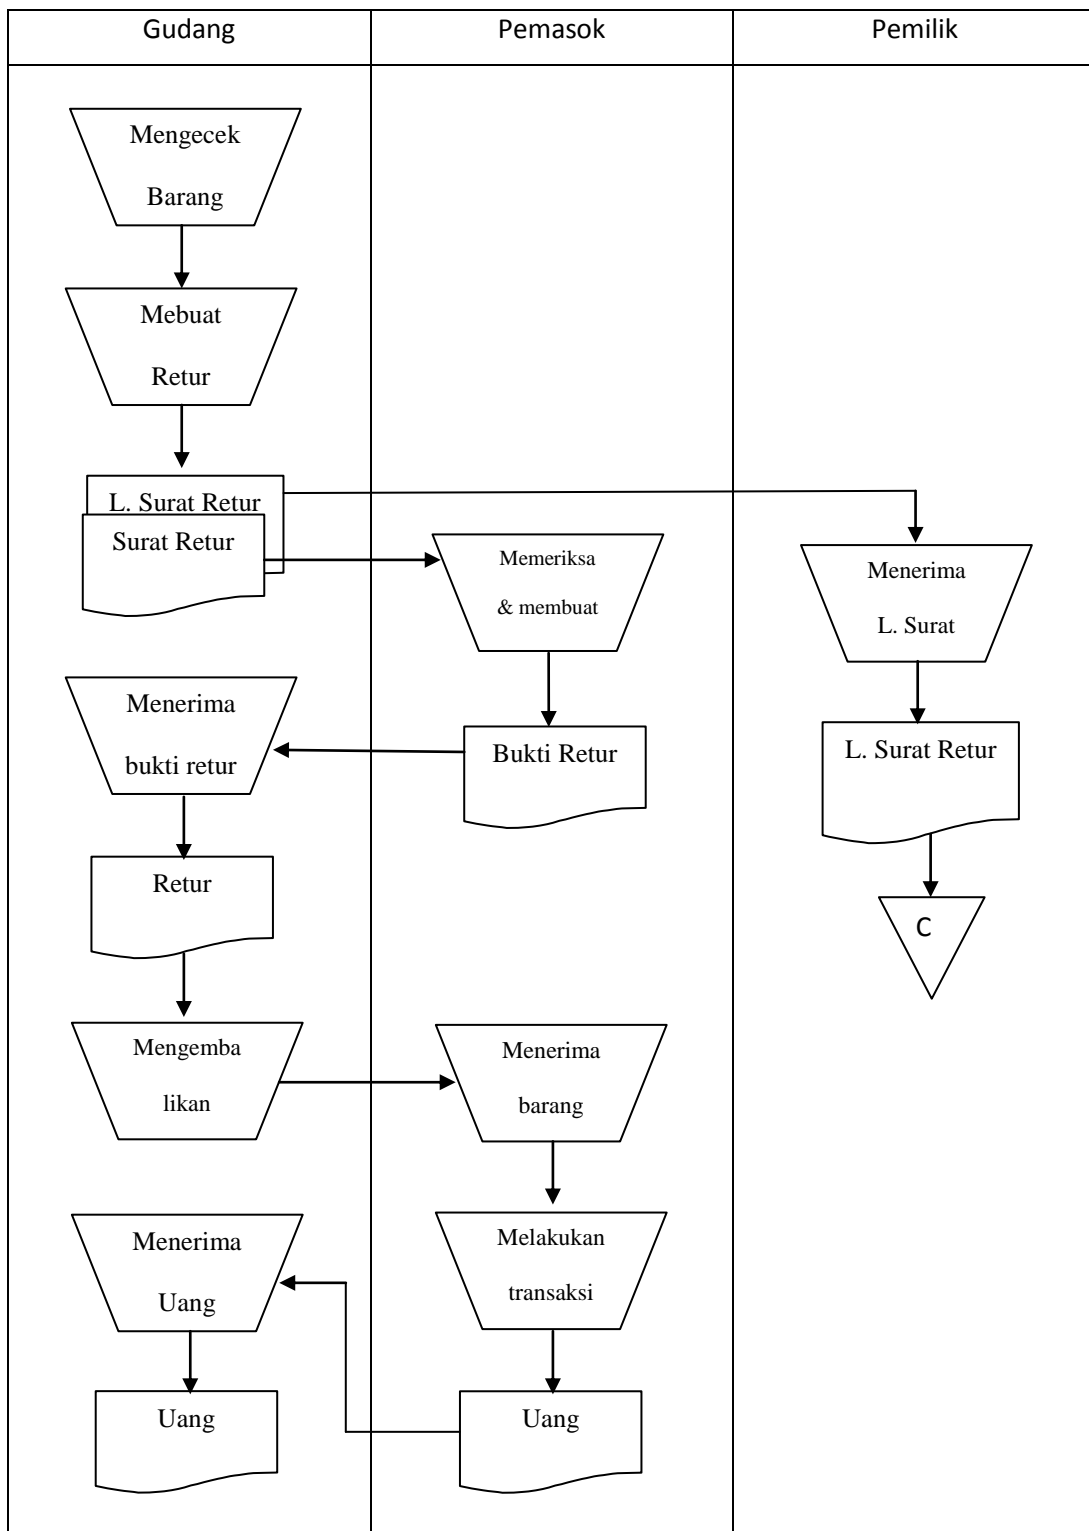 Gudang
Pemasok
Pemilik
Mengecek
Barang
Mebuat
Retur
L. Surat Retur
Surat Retur
Memeriksa
& membuat
Menerima
L. Surat
Menerima
bukti retur
Bukti Retur
L. Surat Retur
Retur
C
Mengemba
likan
Menerima
barang
Menerima
Uang
Melakukan
transaksi
Uang
Uang